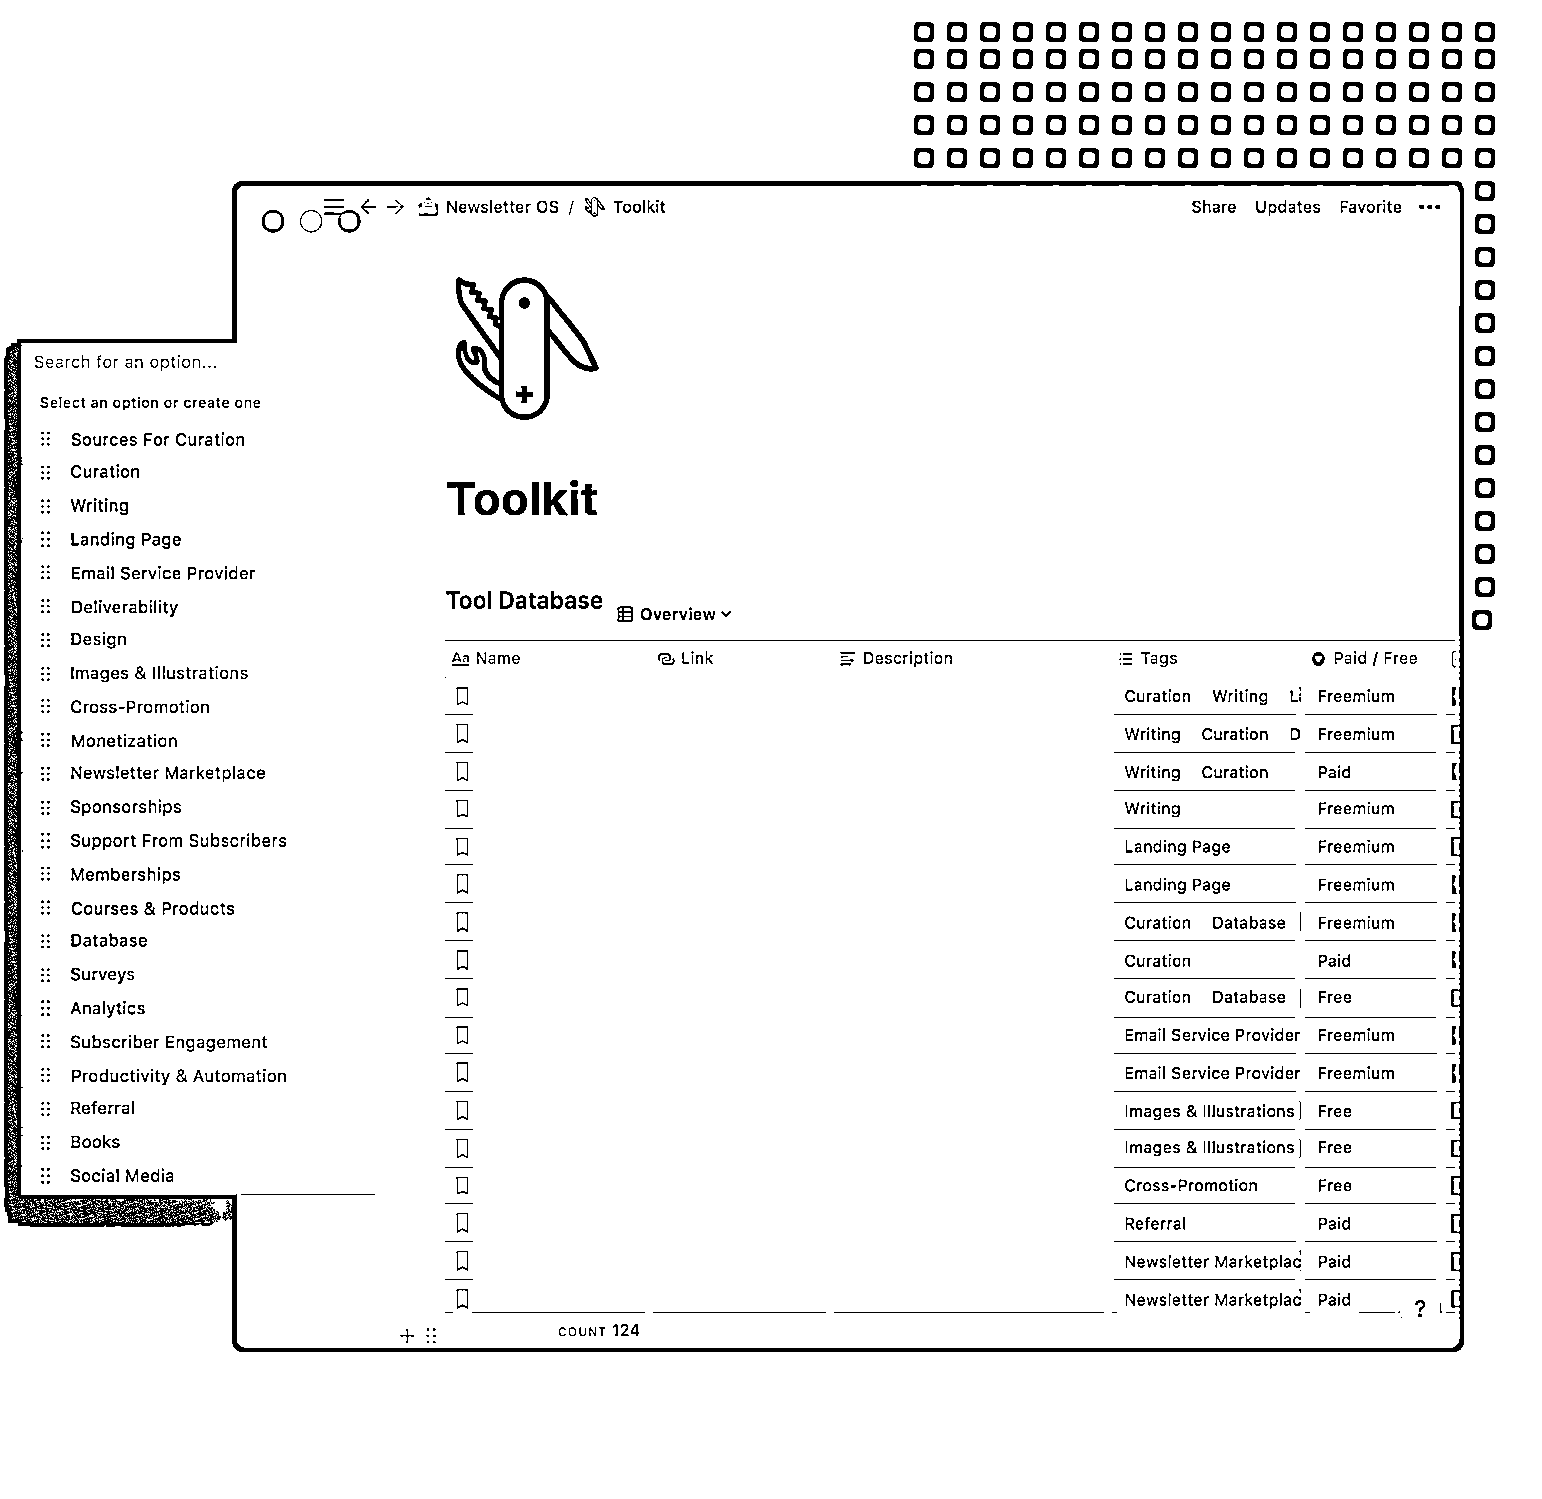 Newsletter OS / Toolkit
Share Updates Favorite •••
Search for an option...
Select an option or create one
Sources For Curation
Curation
Writing
Landing Page
Email Service Provider
Deliverability
Design
Images & Illustrations
Cross-Promotion
Monetization
Newsletter Marketplace
Sponsorships
Support From Subscribers
Memberships
Courses & Products
Database
Surveys
Analytics
Subscriber Engagement
Productivity & Automation
Referral
Books
Social Media
Toolkit
Tool Database Overview
Aa Name Link Description Tags Paid / Free
Curation Writing Freemium
Writing Curation D Freemium
Writing Curation Paid
Writing Freemium
Landing Page Freemium
Landing Page Freemium
Curation Database Freemium
Curation Paid
Curation Database Free
Email Service Provider Freemium
Email Service Provider Freemium
Images & Illustrations Free
Images & Illustrations Free
Cross-Promotion Free
Referral Paid
Newsletter Marketplac Paid
Newsletter Marketplac Paid
?
COUNT 124